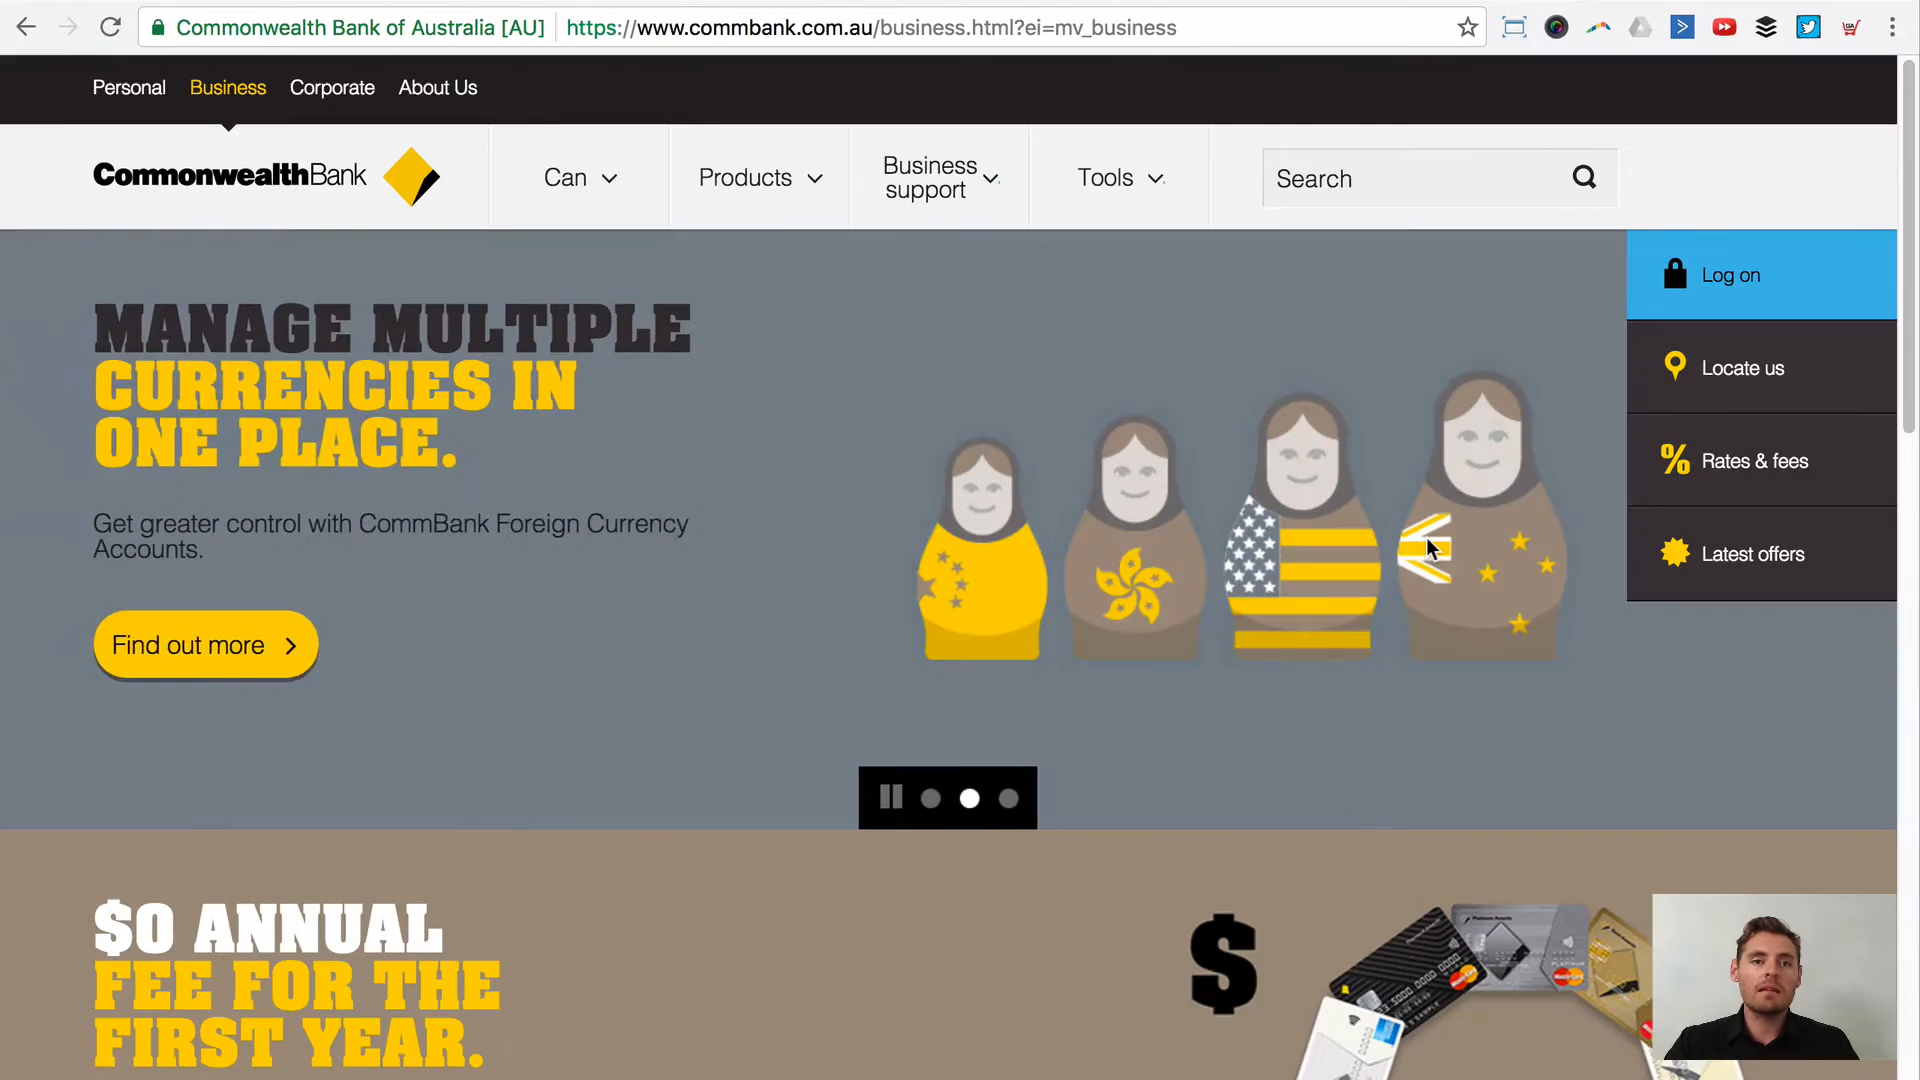 Commonwealth Bank of Australia [AU] https://www.commbank.com.au/business.html?ei=mv_business
Personal Business Corporate About Us
CommonwealthBank
Can
Products
Business
support
Tools
Search
Log on
Locate us
Rates & fees
Latest offers
MANAGE MULTIPLE
CURRENCIES IN
ONE PLACE.
Get greater control with CommBank Foreign Currency
Accounts.
Find out more
$0 ANNUAL
FEE FOR THE
FIRST YEAR.
$